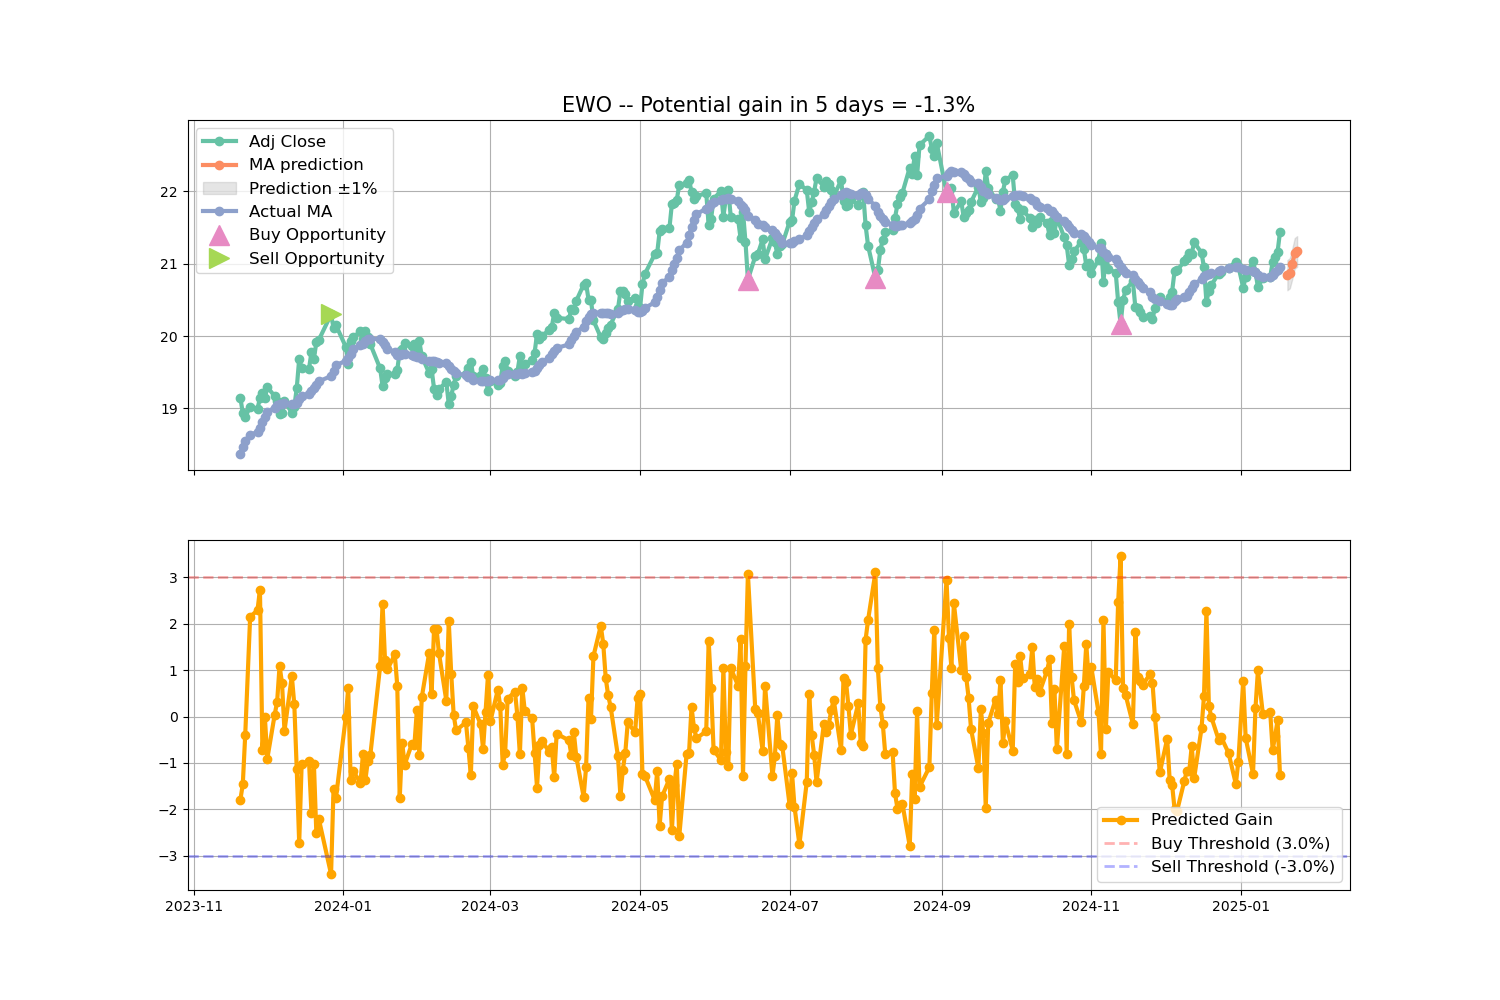 EWO -- Potential gain in 5 days = -1.3%
Adj Close
MA prediction
Prediction ±1%
Actual MA
Buy Opportunity
Sell Opportunity
22
21
20
19
3
2
1
0
−1
−2
−3
Predicted Gain
Buy Threshold (3.0%)
Sell Threshold (-3.0%)
2023-11 2024-01 2024-03 2024-05 2024-07 2024-09 2024-11 2025-01